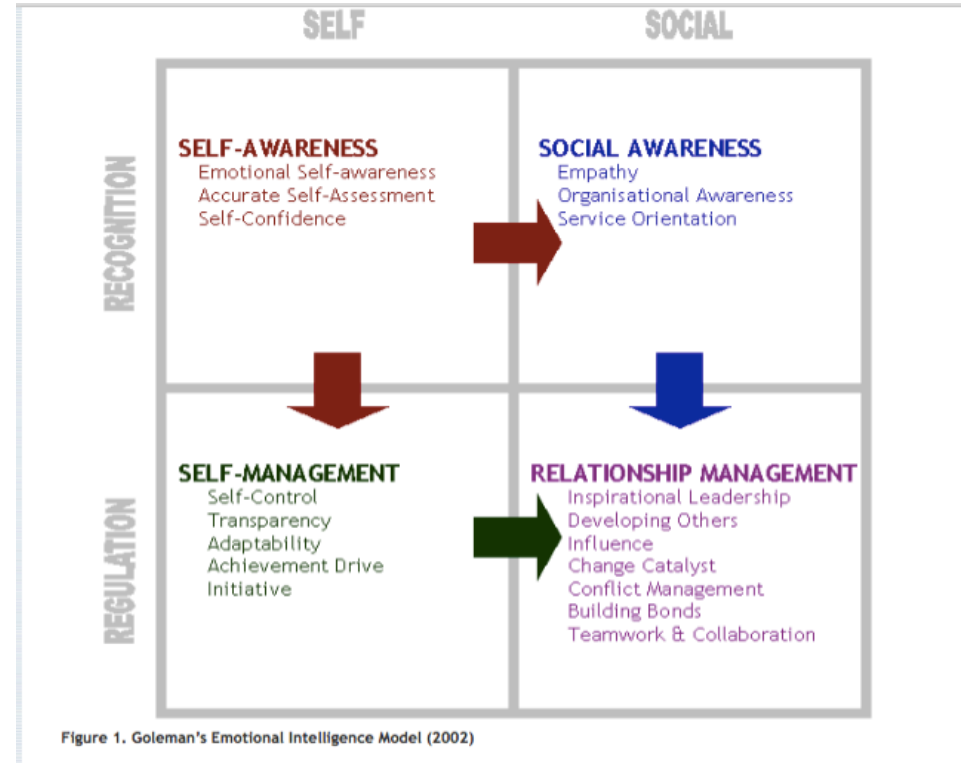 SELF
SOCIAL
RECOGNITION
SELF-AWARENESS
Emotional Self-awareness
Accurate Self-Assessment
Self-Confidence
SOCIAL AWARENESS
Empathy
Organisational Awareness
Service Orientation
REGULATION
SELF-MANAGEMENT
Self-Control
Transparency
Adaptability
Achievement Drive
Initiative
RELATIONSHIP MANAGEMENT
Inspirational Leadership
Developing Others
Influence
Change Catalyst
Conflict Management
Building Bonds
Teamwork & Collaboration
Figure 1. Goleman's Emotional Intelligence Model (2002)